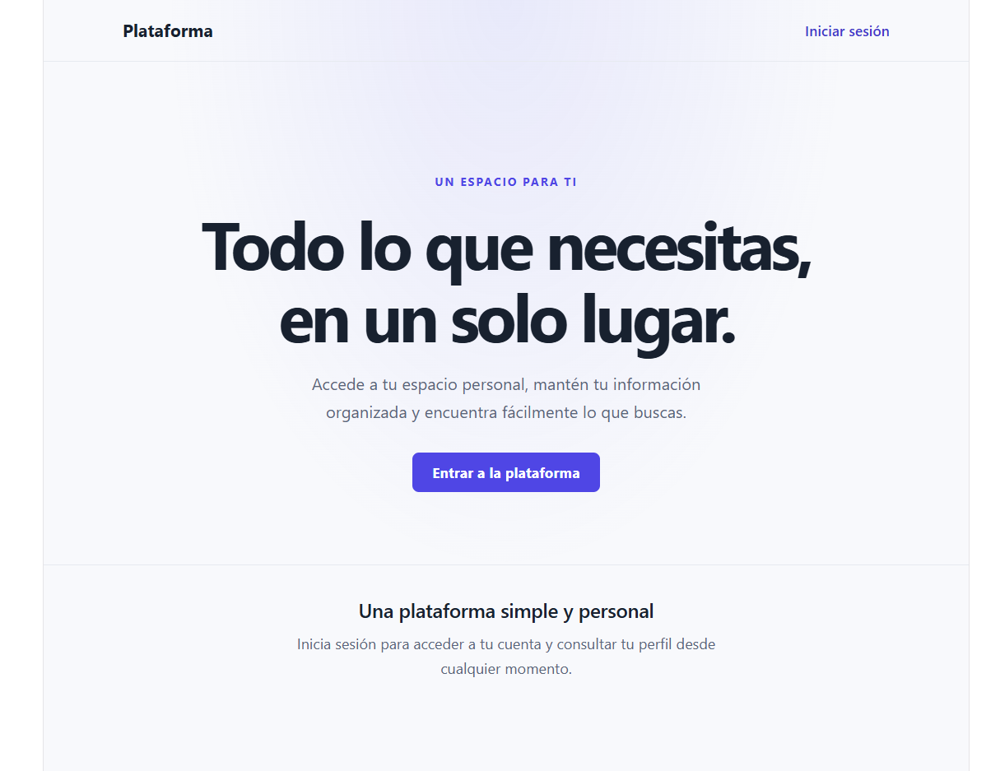 Plataforma
Iniciar sesión
UN ESPACIO PARA TI
Todo lo que necesitas,
en un solo lugar.
Accede a tu espacio personal, mantén tu información
organizada y encuentra fácilmente lo que buscas.
Entrar a la plataforma
Una plataforma simple y personal
Inicia sesión para acceder a tu cuenta y consultar tu perfil desde
cualquier momento.